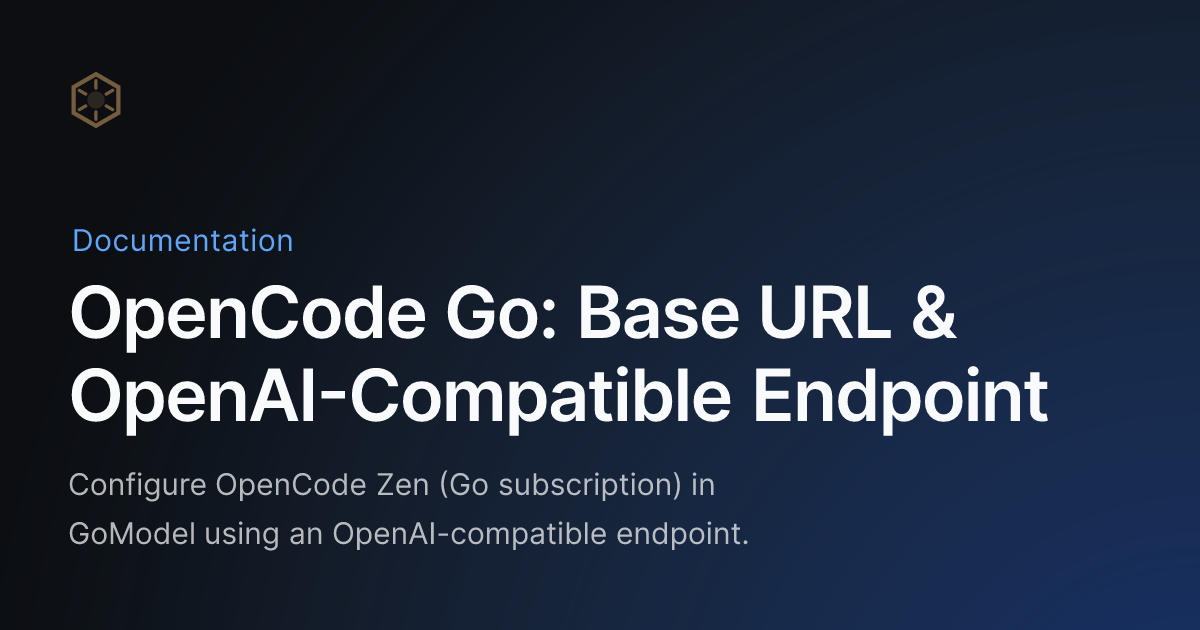 Documentation
OpenCode Go: Base URL &
OpenAI-Compatible Endpoint
Configure OpenCode Zen (Go subscription) in
GoModel using an OpenAI-compatible endpoint.